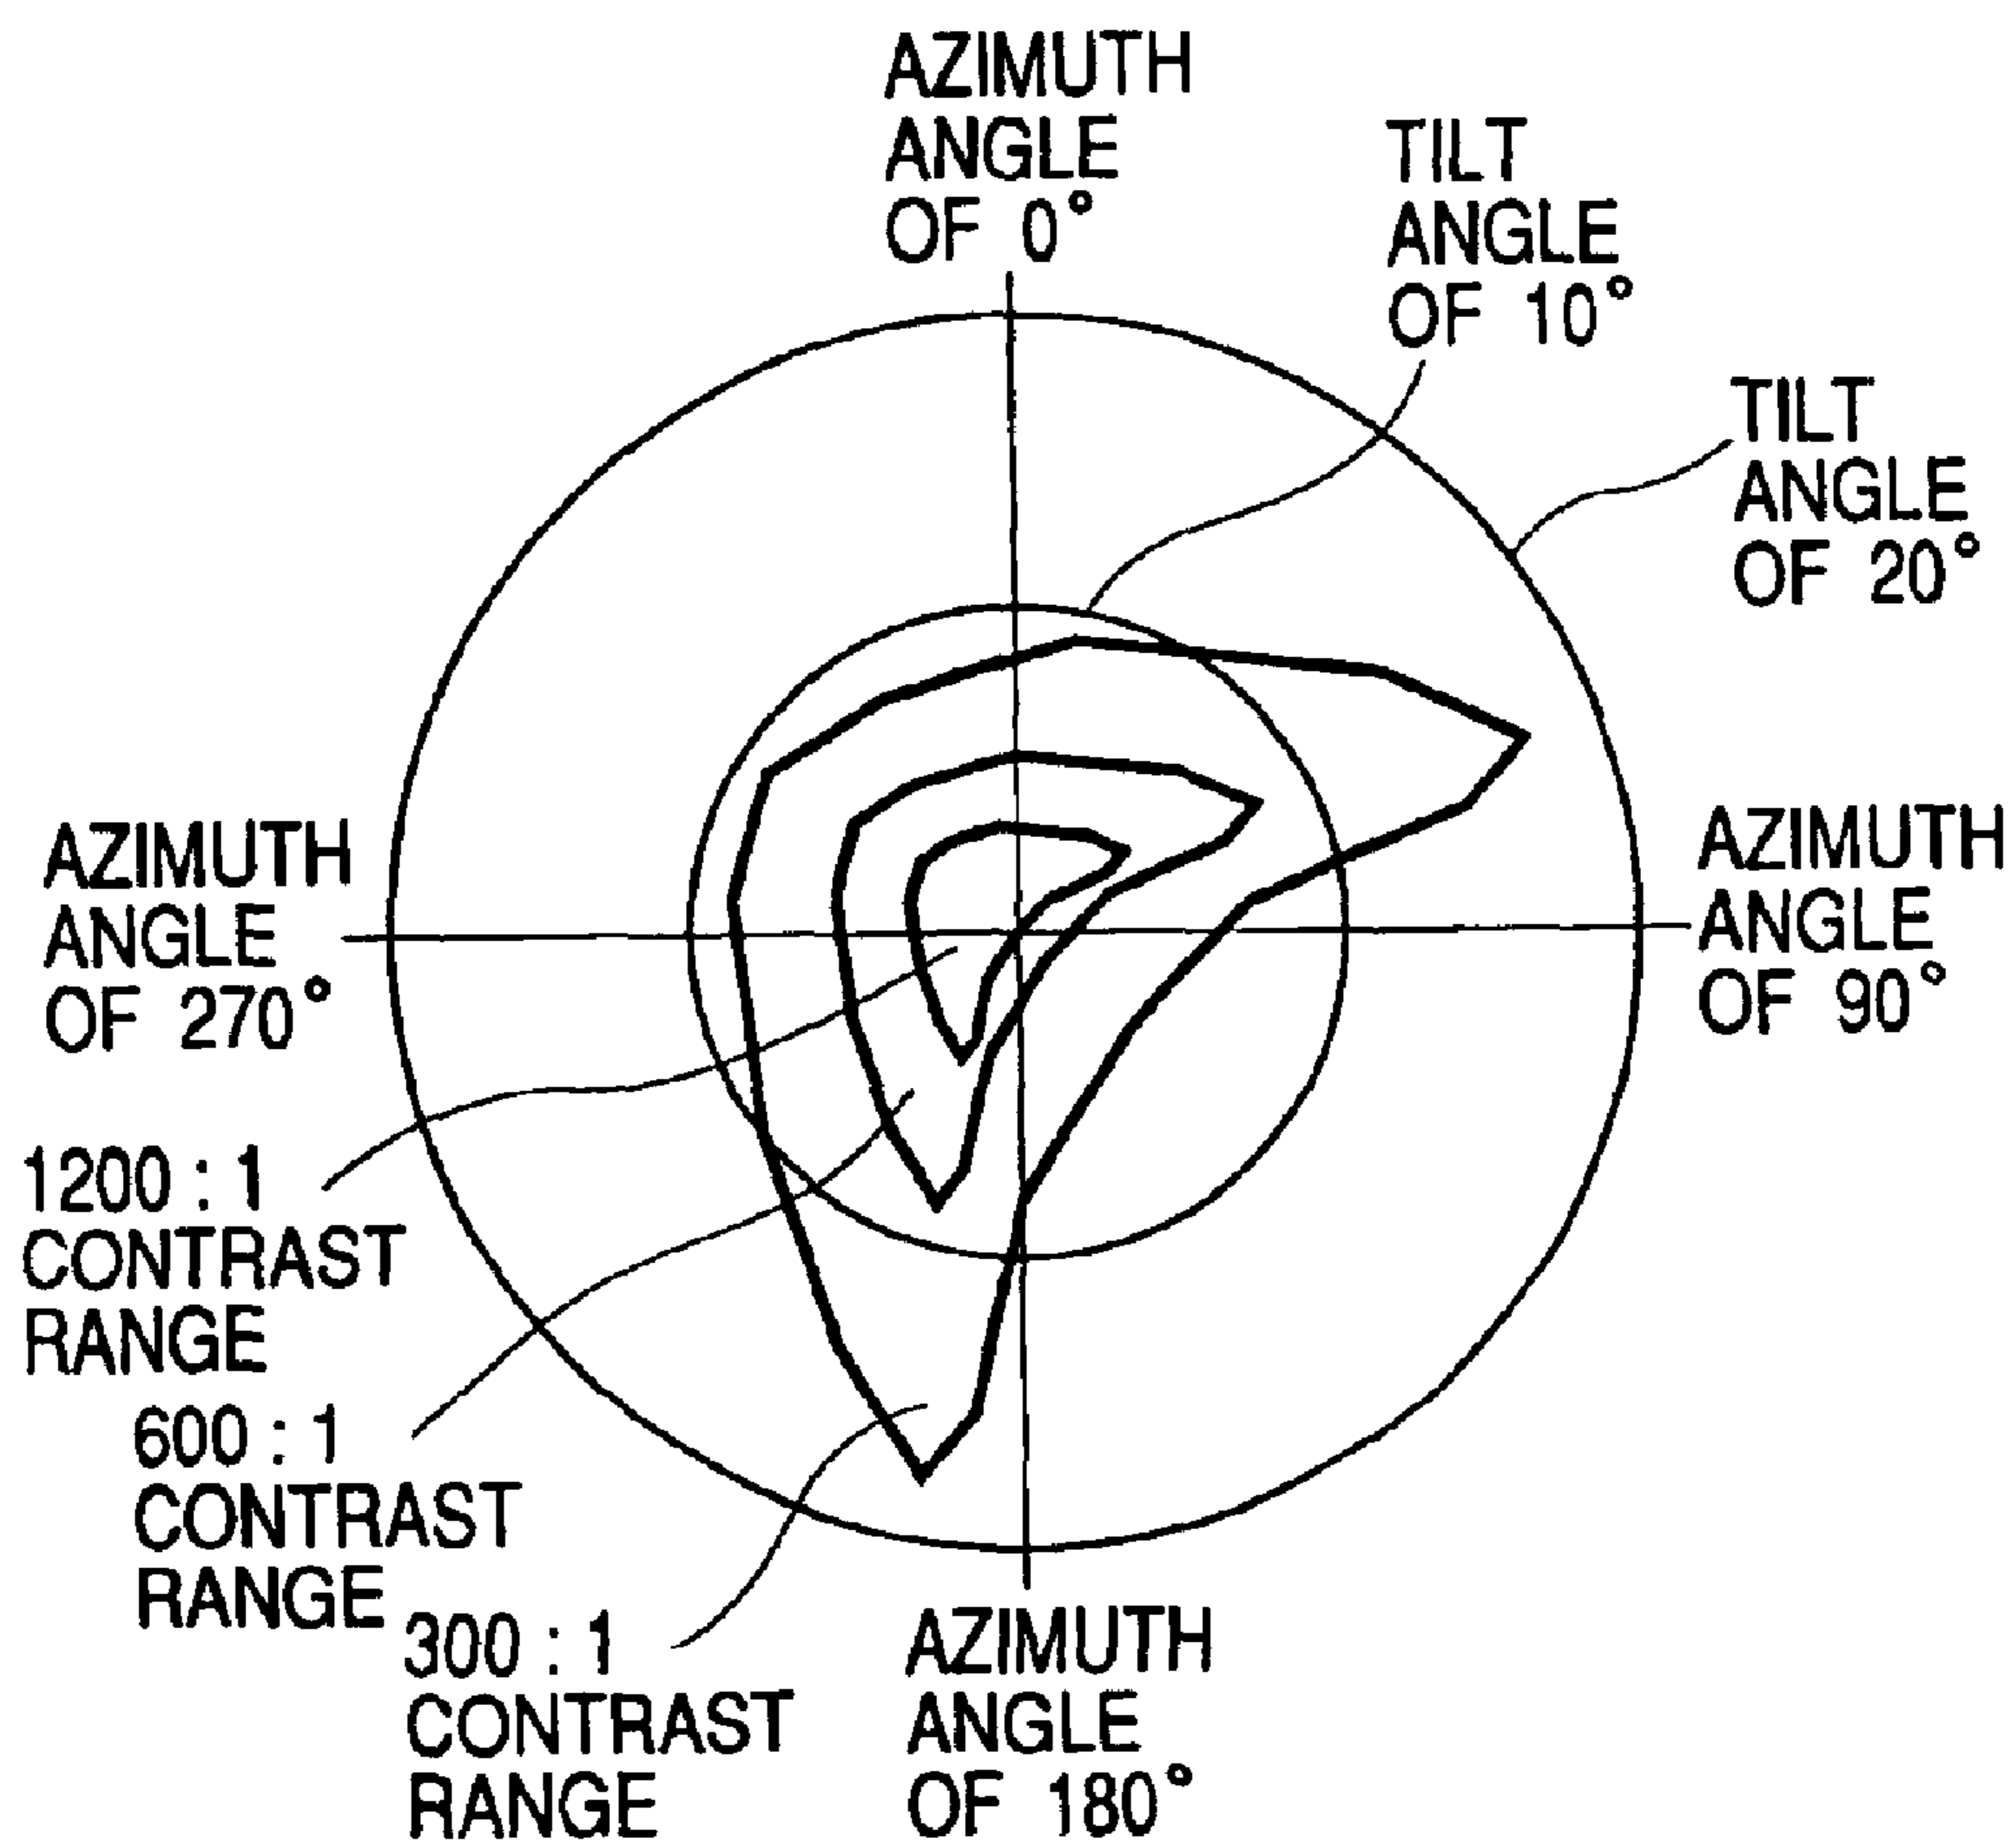 AZIMUTH
ANGLE
OF 0°
TILT
ANGLE
OF 10°
TILT
ANGLE
OF 20°
AZIMUTH
ANGLE
OF 270°
AZIMUTH
ANGLE
OF 90°
1200 : 1
CONTRAST
RANGE
600 : 1
CONTRAST
RANGE
300 : 1
CONTRAST
RANGE
AZIMUTH
ANGLE
OF 180°